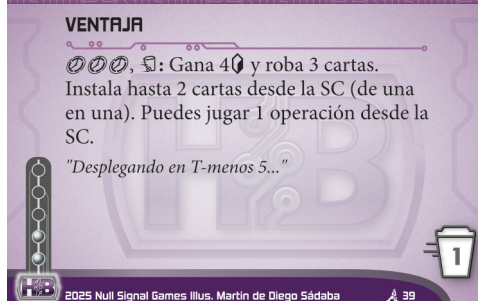 VENTAJA
, : Gana 4 y roba 3 cartas.
Instala hasta 2 cartas desde la SC (de una
en una). Puedes jugar 1 operación desde la
SC.
"Desplegando en T-menos 5..."
1
HB
2025 Null Signal Games Illus. Martin de Diego Sádaba 39